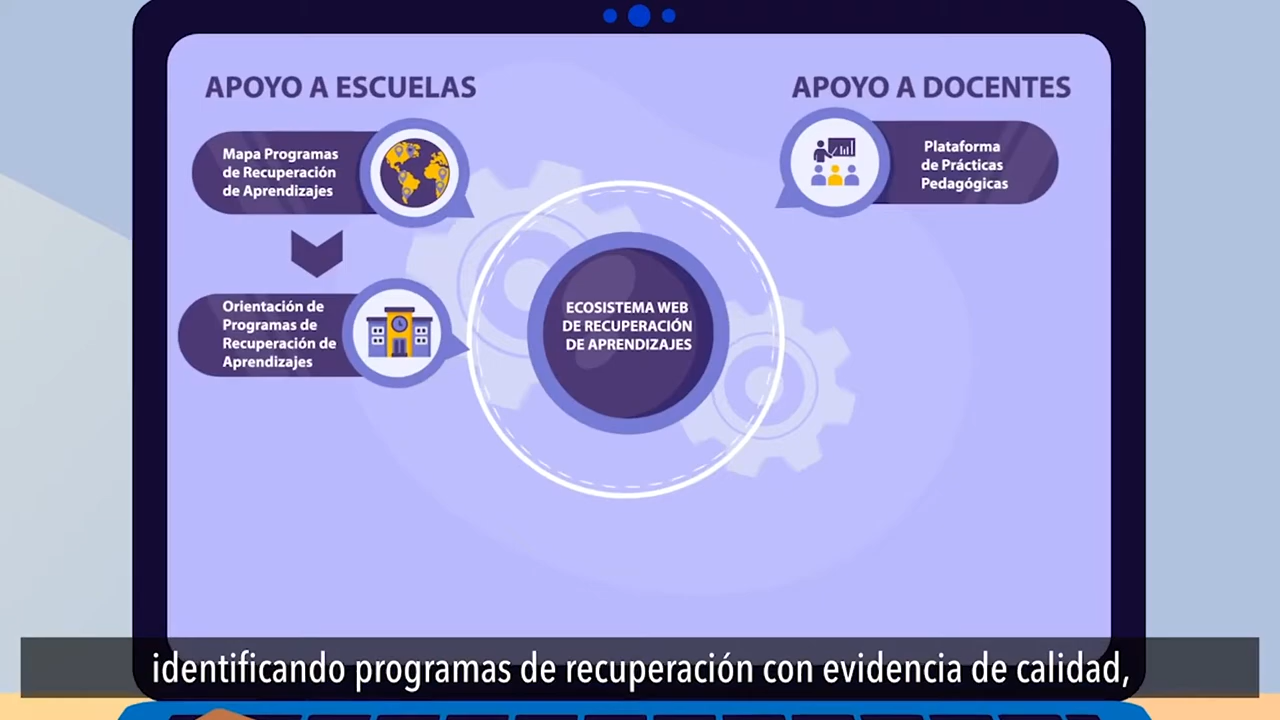 APOYO A ESCUELAS
Mapa Programas
de Recuperación
de Aprendizajes
Orientación de
Programas de
Recuperación de
Aprendizajes
ECOSISTEMA WEB
DE RECUPERACIÓN
DE APRENDIZAJES
APOYO A DOCENTES
Plataforma
de Prácticas
Pedagógicas
identificando programas de recuperación con evidencia de calidad,